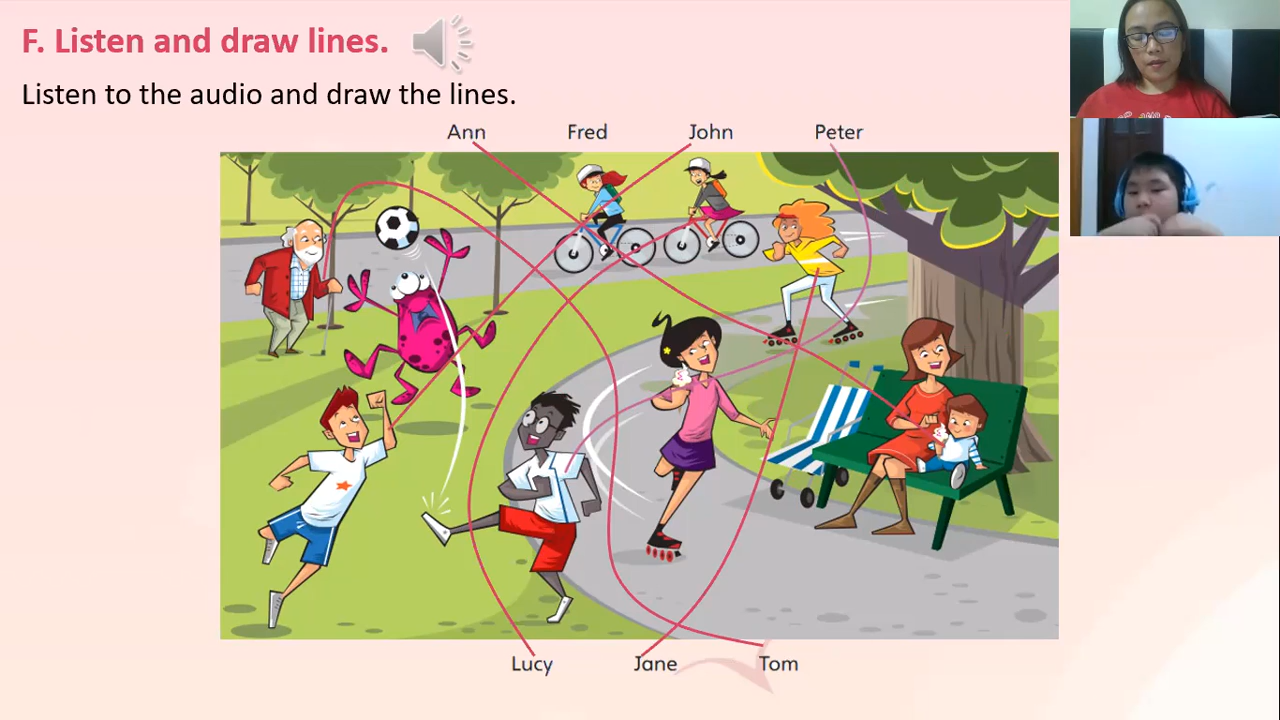 F. Listen and draw lines.
Listen to the audio and draw the lines.
Ann Fred John Peter
Lucy Jane Tom